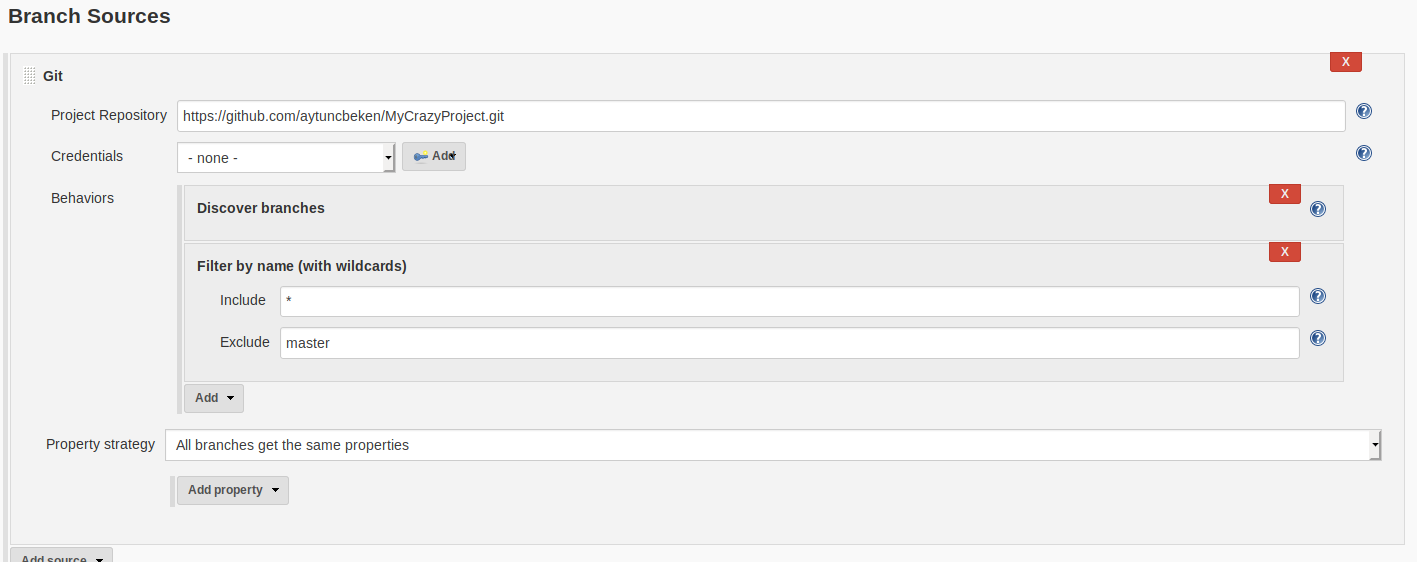 Branch Sources
X
Git
Project Repository https://github.com/aytuncbeken/MyCrazyProject.git
Credentials - none - Add
Behaviors
X
Discover branches
X
Filter by name (with wildcards)
Include *
Exclude master
Add
Property strategy All branches get the same properties
Add property
Add source